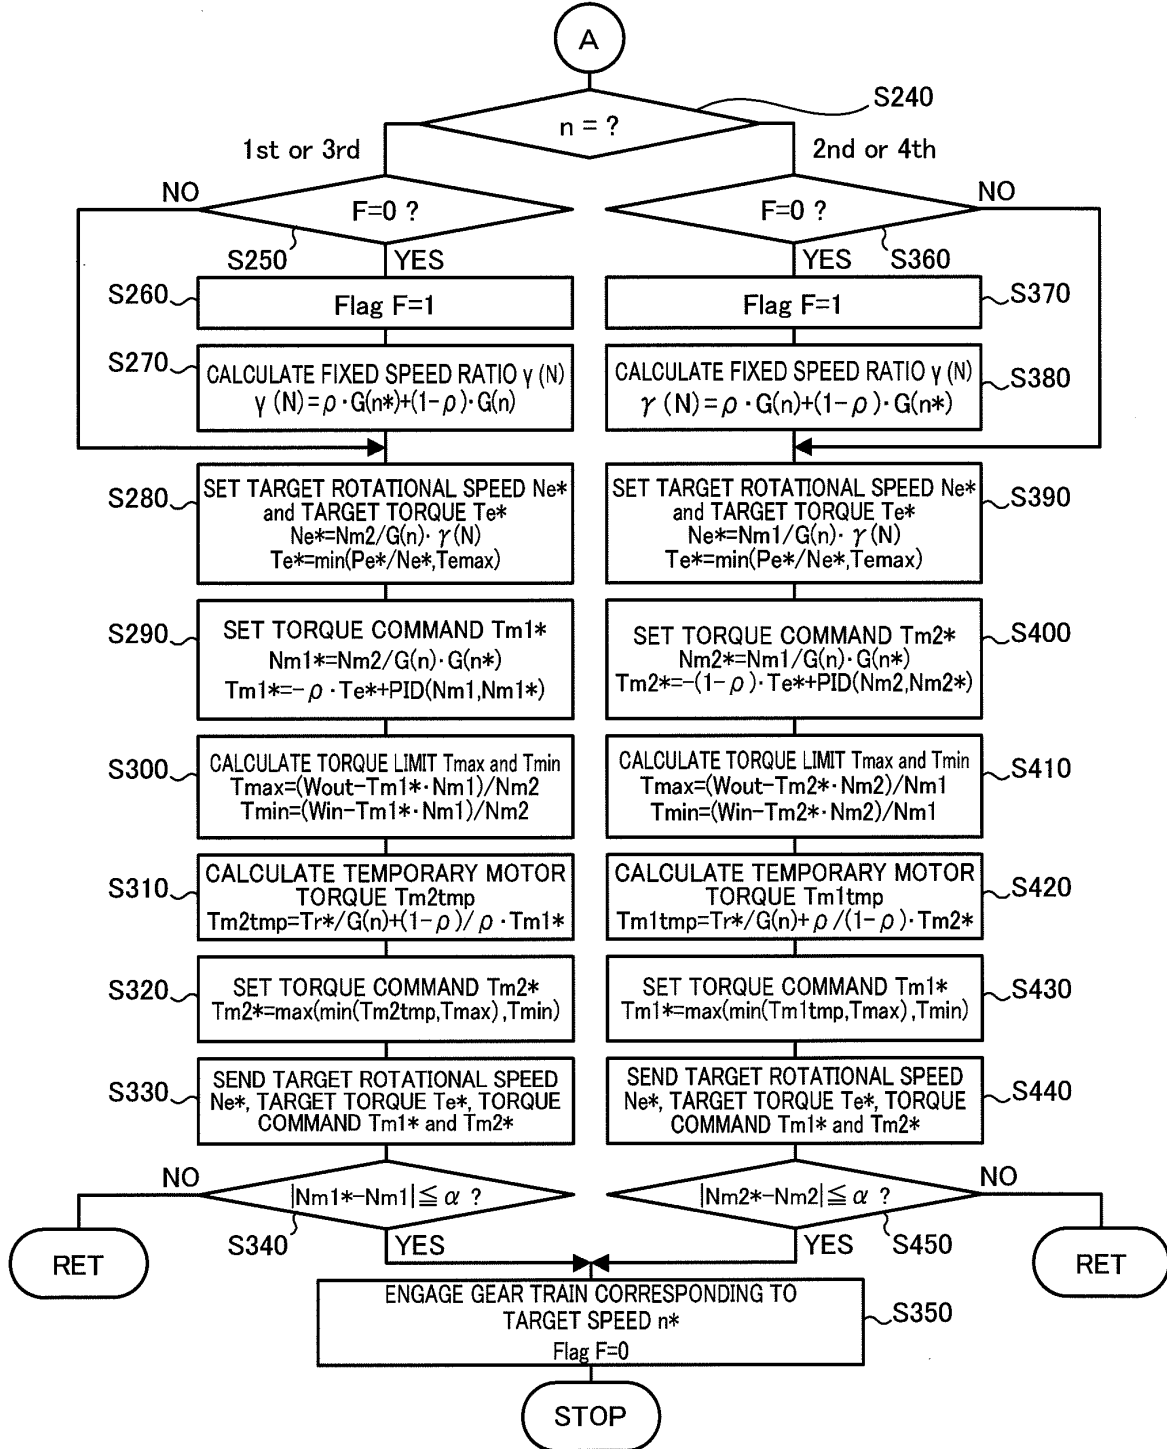 A
n = ?
S240
1st or 3rd
2nd or 4th
NO
F=0 ?
S250
YES
S260
Flag F=1
S270
CALCULATE FIXED SPEED RATIO γ(N)
γ(N)=ρ·G(n*)+(1-ρ)·G(n)
S280
SET TARGET ROTATIONAL SPEED Ne*
and TARGET TORQUE Te*
Ne*=Nm2/G(n)·γ(N)
Te*=min(Pe*/Ne*,Temax)
S290
SET TORQUE COMMAND Tm1*
Nm1*=Nm2/G(n)·G(n*)
Tm1*=-ρ·Te*+PID(Nm1,Nm1*)
S300
CALCULATE TORQUE LIMIT Tmax and Tmin
Tmax=(Wout-Tm1*·Nm1)/Nm2
Tmin=(Win-Tm1*·Nm1)/Nm2
S310
CALCULATE TEMPORARY MOTOR
TORQUE Tm2tmp
Tm2tmp=Tr*/G(n)+(1-ρ)/ρ·Tm1*
S320
SET TORQUE COMMAND Tm2*
Tm2*=max(min(Tm2tmp,Tmax),Tmin)
S330
SEND TARGET ROTATIONAL SPEED
Ne*, TARGET TORQUE Te*, TORQUE
COMMAND Tm1* and Tm2*
NO
|Nm1*-Nm1|≦α ?
S340
YES
RET
F=0 ?
NO
S360
YES
Flag F=1
S370
CALCULATE FIXED SPEED RATIO γ(N)
γ(N)=ρ·G(n)+(1-ρ)·G(n*)
S380
SET TARGET ROTATIONAL SPEED Ne*
and TARGET TORQUE Te*
Ne*=Nm1/G(n)·γ(N)
Te*=min(Pe*/Ne*,Temax)
S390
SET TORQUE COMMAND Tm2*
Nm2*=Nm1/G(n)·G(n*)
Tm2*=-(1-ρ)·Te*+PID(Nm2,Nm2*)
S400
CALCULATE TORQUE LIMIT Tmax and Tmin
Tmax=(Wout-Tm2*·Nm2)/Nm1
Tmin=(Win-Tm2*·Nm2)/Nm1
S410
CALCULATE TEMPORARY MOTOR
TORQUE Tm1tmp
Tm1tmp=Tr*/G(n)+ρ/(1-ρ)·Tm2*
S420
SET TORQUE COMMAND Tm1*
Tm1*=max(min(Tm1tmp,Tmax),Tmin)
S430
SEND TARGET ROTATIONAL SPEED
Ne*, TARGET TORQUE Te*, TORQUE
COMMAND Tm1* and Tm2*
S440
|Nm2*-Nm2|≦α ?
NO
S450
YES
RET
ENGAGE GEAR TRAIN CORRESPONDING TO
TARGET SPEED n*
Flag F=0
S350
STOP